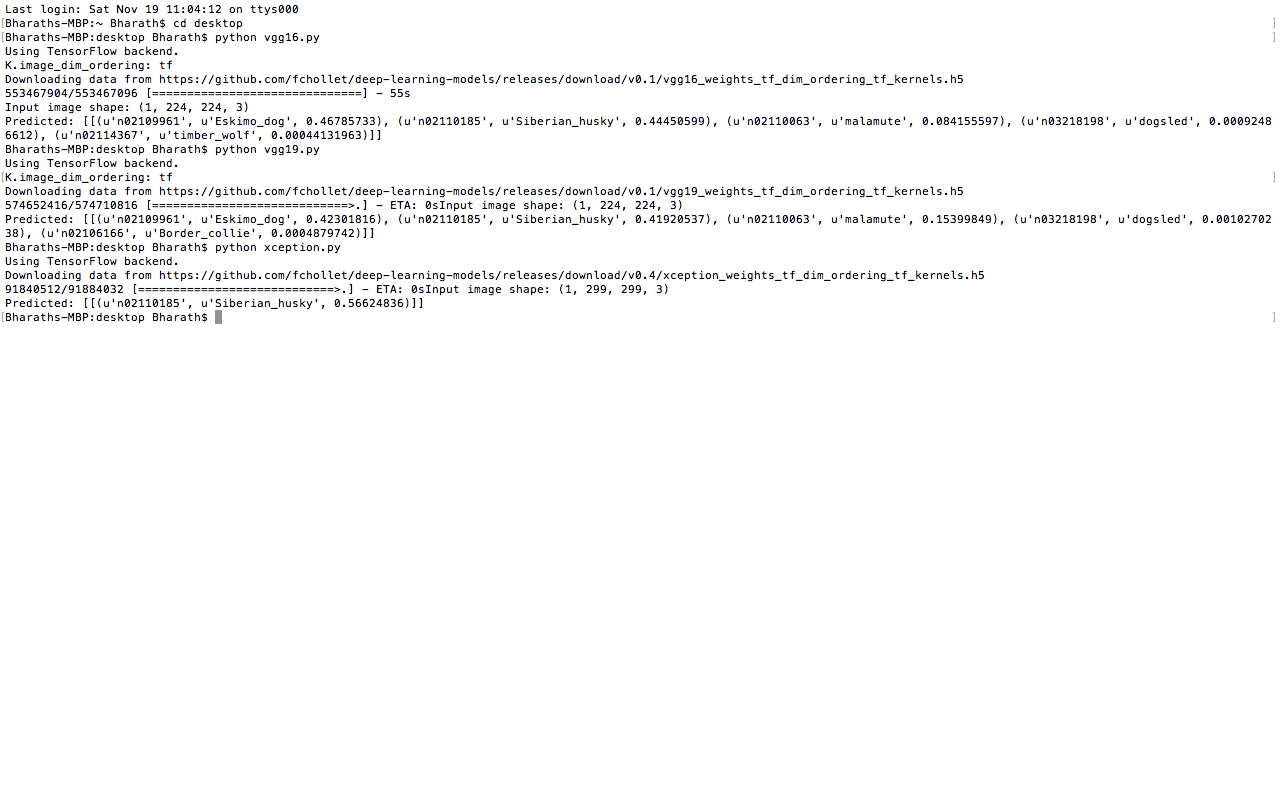 Last login: Sat Nov 19 11:04:12 on ttys000
[Bharaths-MBP:~ Bharath$ cd desktop ]
[Bharaths-MBP:desktop Bharath$ python vgg16.py ]
Using TensorFlow backend.
K.image_dim_ordering: tf
Downloading data from https://github.com/fchollet/deep-learning-models/releases/download/v0.1/vgg16_weights_tf_dim_ordering_tf_kernels.h5
553467904/553467096 [==============================] - 55s
Input image shape: (1, 224, 224, 3)
Predicted: [[(u'n02109961', u'Eskimo_dog', 0.46785733), (u'n02110185', u'Siberian_husky', 0.44450599), (u'n02110063', u'malamute', 0.084155597), (u'n03218198', u'dogsled', 0.0009248
6612), (u'n02114367', u'timber_wolf', 0.00044131963)]]
Bharaths-MBP:desktop Bharath$ python vgg19.py
Using TensorFlow backend.
[K.image_dim_ordering: tf ]
Downloading data from https://github.com/fchollet/deep-learning-models/releases/download/v0.1/vgg19_weights_tf_dim_ordering_tf_kernels.h5
574652416/574710816 [============================>.] - ETA: 0sInput image shape: (1, 224, 224, 3)
Predicted: [[(u'n02109961', u'Eskimo_dog', 0.42301816), (u'n02110185', u'Siberian_husky', 0.41920537), (u'n02110063', u'malamute', 0.15399849), (u'n03218198', u'dogsled', 0.00102702
38), (u'n02106166', u'Border_collie', 0.0004879742)]]
Bharaths-MBP:desktop Bharath$ python xception.py
Using TensorFlow backend.
Downloading data from https://github.com/fchollet/deep-learning-models/releases/download/v0.4/xception_weights_tf_dim_ordering_tf_kernels.h5
91840512/91884032 [============================>.] - ETA: 0sInput image shape: (1, 299, 299, 3)
Predicted: [[(u'n02110185', u'Siberian_husky', 0.56624836)]]
[Bharaths-MBP:desktop Bharath$ ]